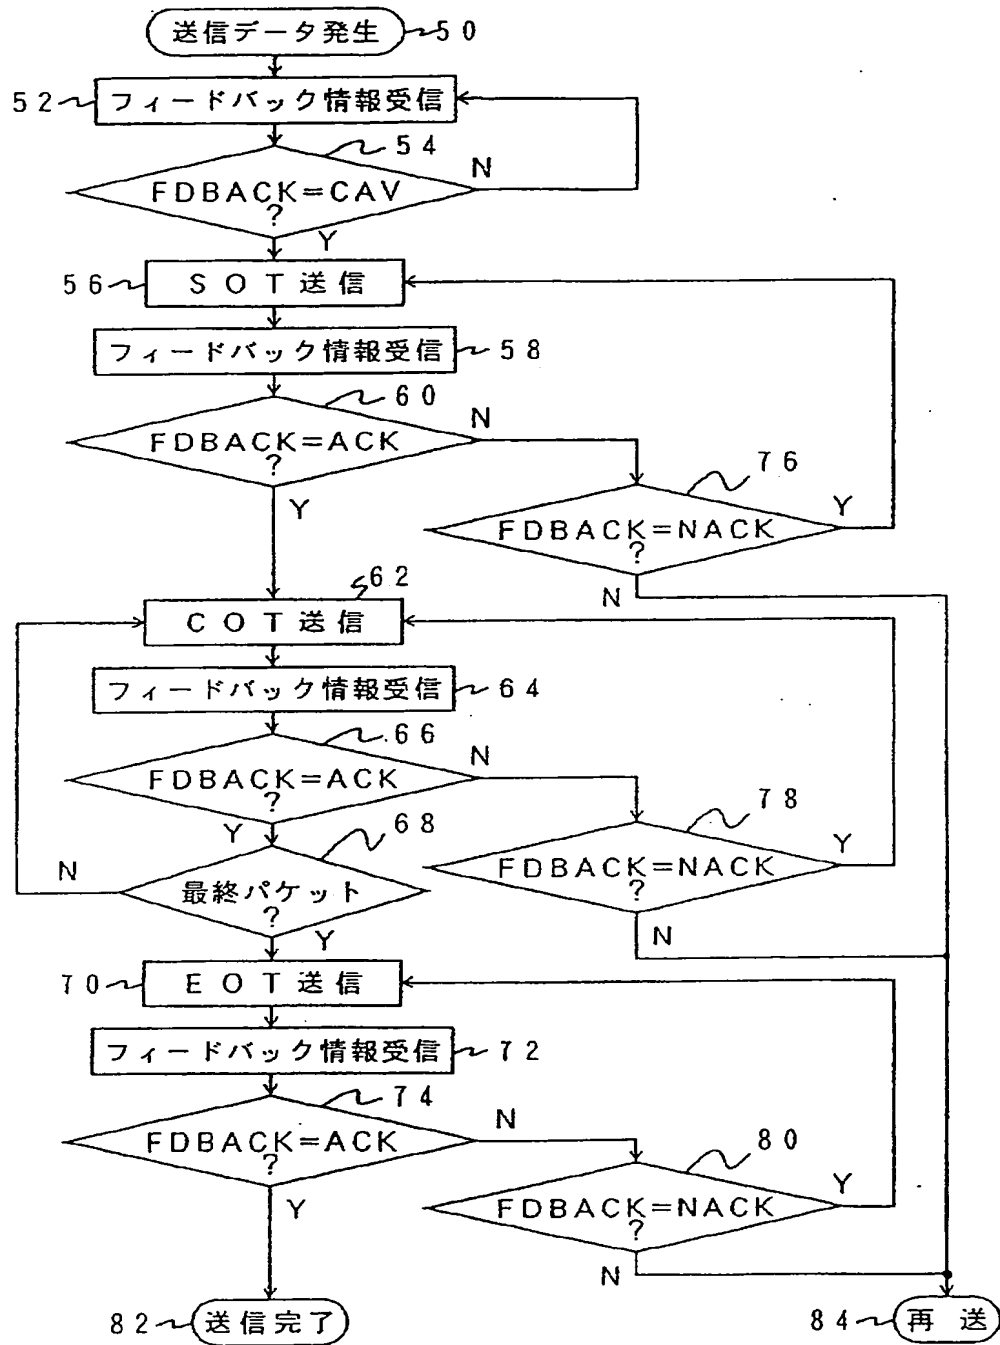 送信データ発生 50
52 フィードバック情報受信
54
FDBACK=CAV
?
N
Y
56 SOT送信
フィードバック情報受信 58
60
FDBACK=ACK
?
N
Y
76
FDBACK=NACK
?
Y
N
62
COT送信
フィードバック情報受信 64
66
FDBACK=ACK
?
N
Y
68
最終パケット
?
N
Y
78
FDBACK=NACK
?
Y
N
70 EOT送信
フィードバック情報受信 72
74
FDBACK=ACK
?
N
Y
80
FDBACK=NACK
?
Y
N
82 送信完了
84 再送